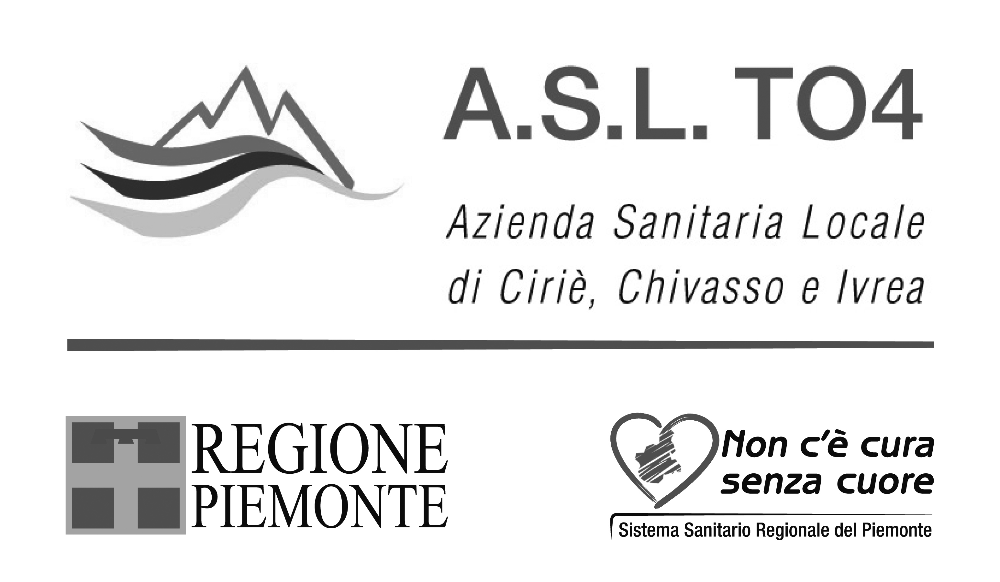 A.S.L. TO4
Azienda Sanitaria Locale
di Ciriè, Chivasso e Ivrea
REGIONE
PIEMONTE
Non c'è cura
senza cuore
Sistema Sanitario Regionale del Piemonte